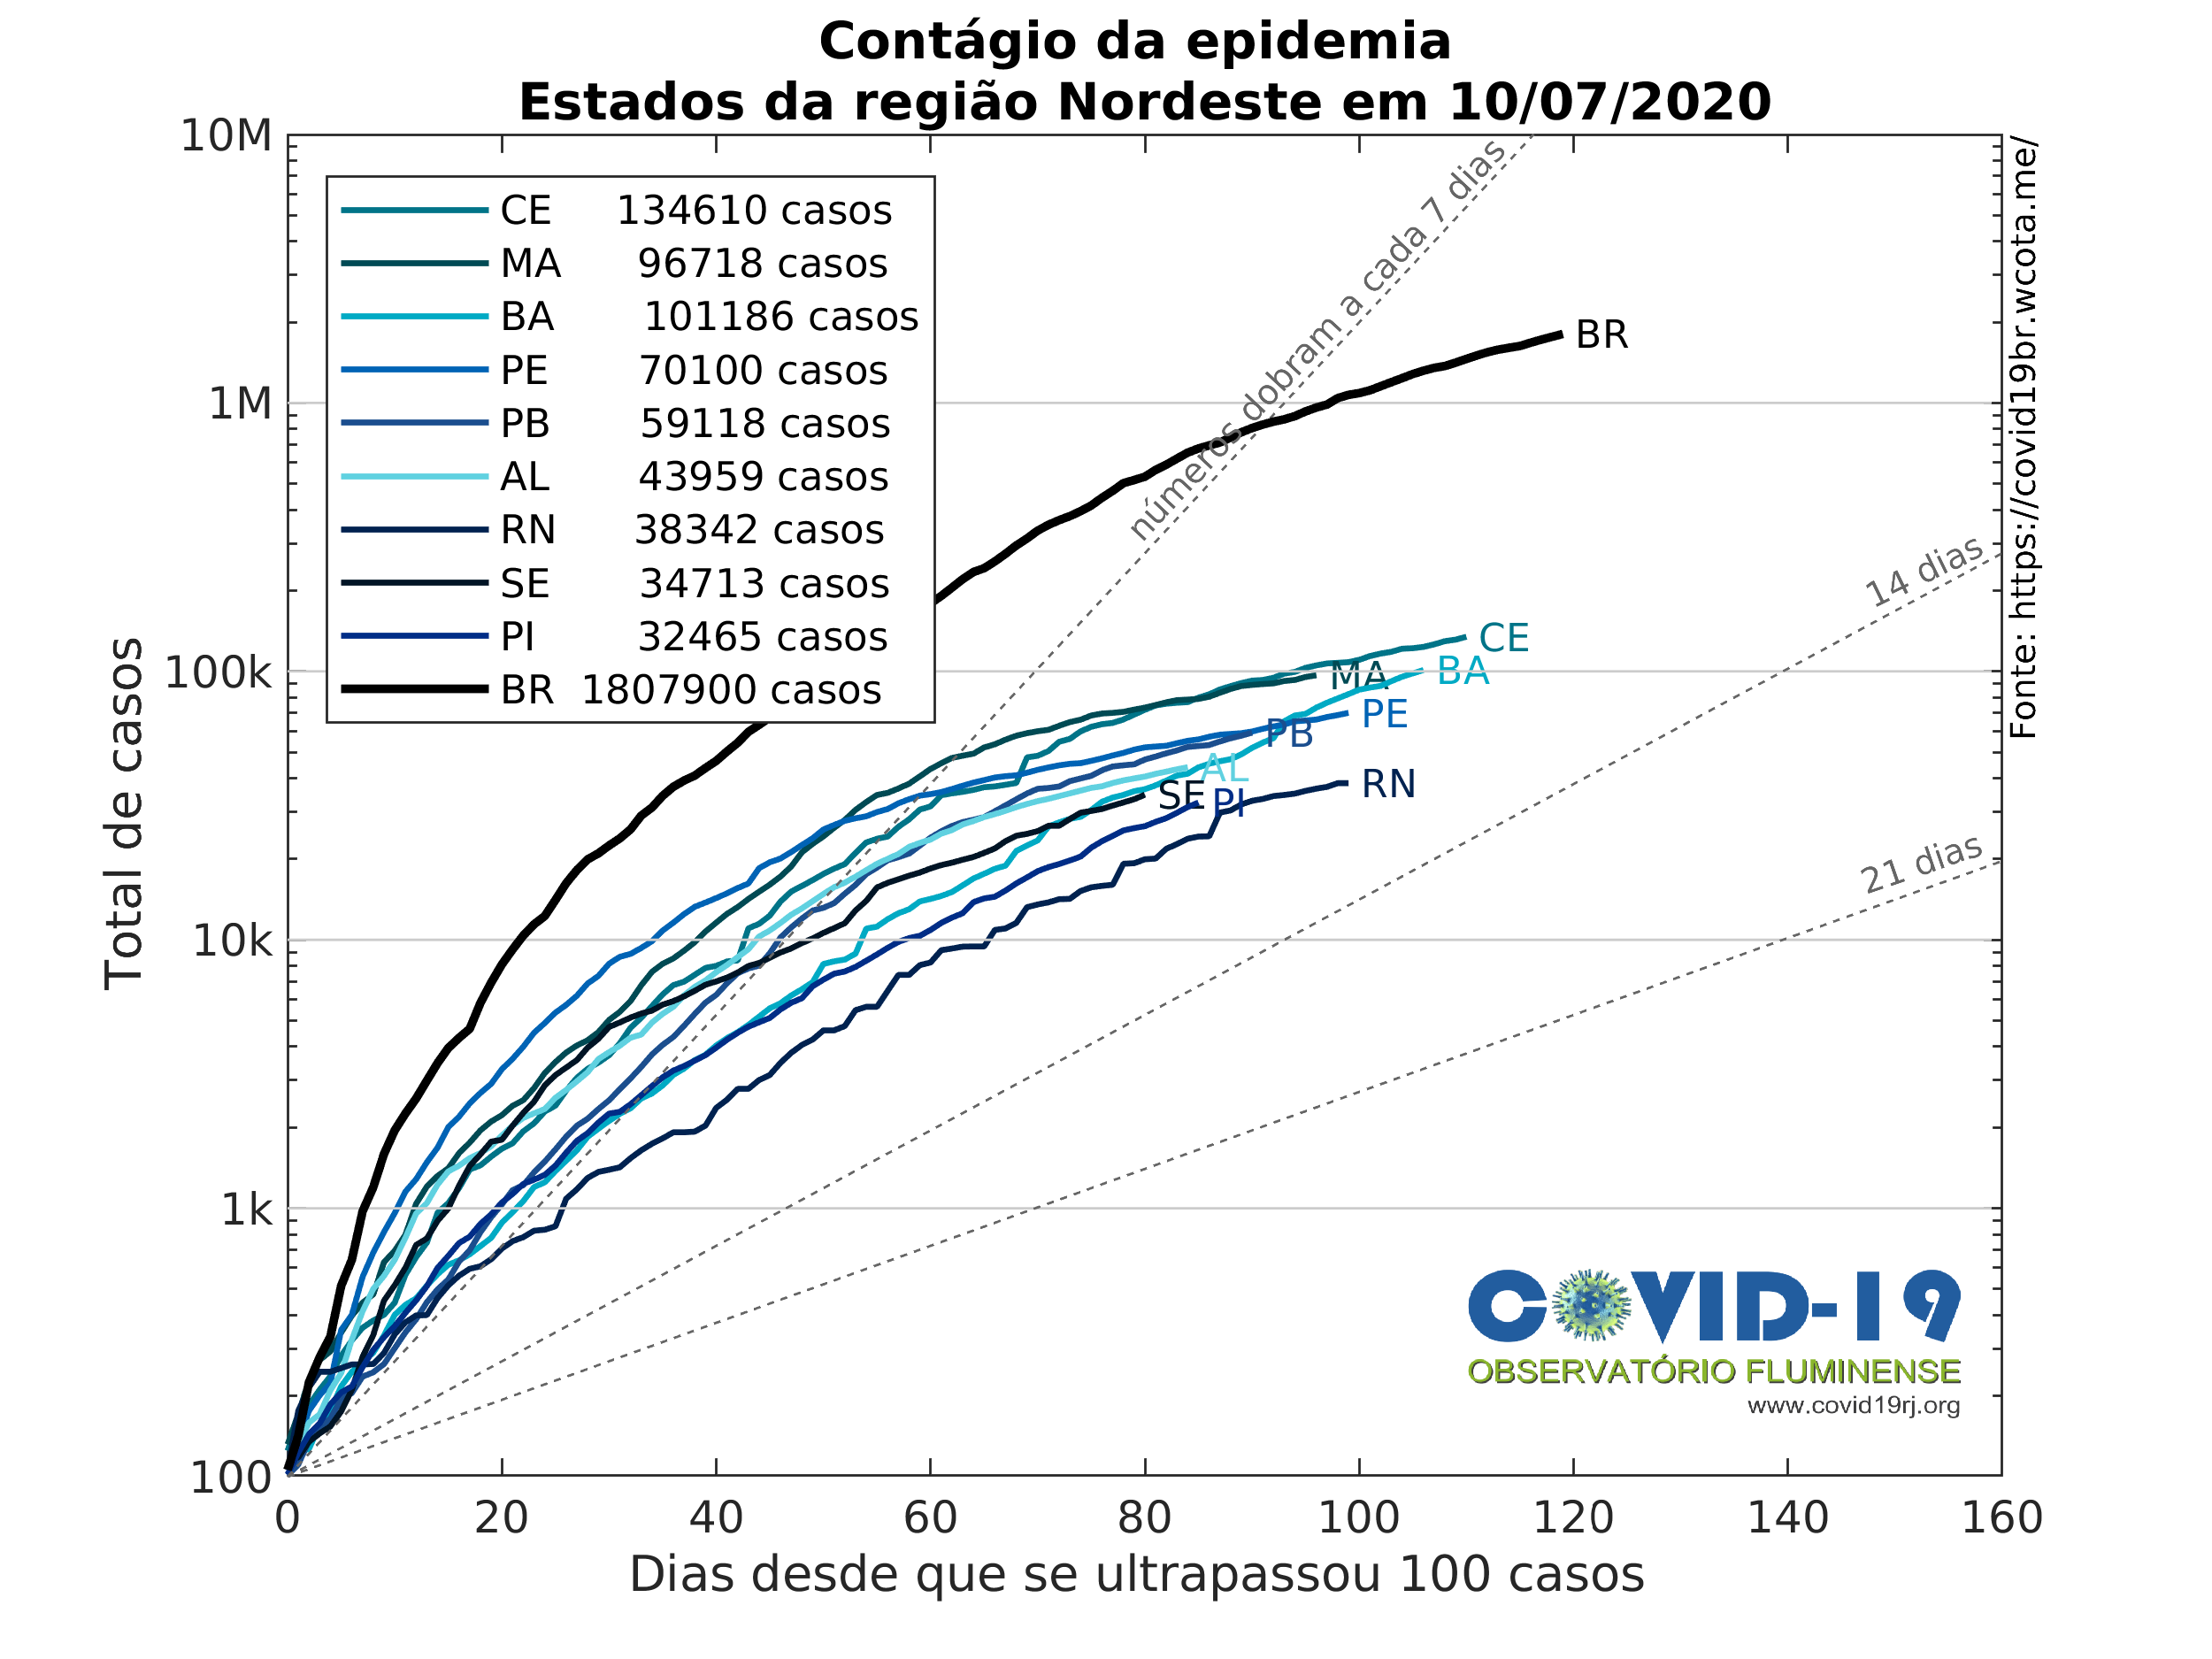 Contágio da epidemia
Estados da região Nordeste em 10/07/2020
10M
1M
100k
10k
1k
100
Total de casos
CE 134610 casos
MA 96718 casos
BA 101186 casos
PE 70100 casos
PB 59118 casos
AL 43959 casos
RN 38342 casos
SE 34713 casos
PI 32465 casos
BR 1807900 casos
números dobram a cada 7 dias
14 dias
21 dias
BR
CE
MA
BA
PE
PB
AL
SE
PI
RN
Fonte: https://covid19br.wcota.me/
COVID-19
OBSERVATÓRIO FLUMINENSE
www.covid19rj.org
0 20 40 60 80 100 120 140 160
Dias desde que se ultrapassou 100 casos